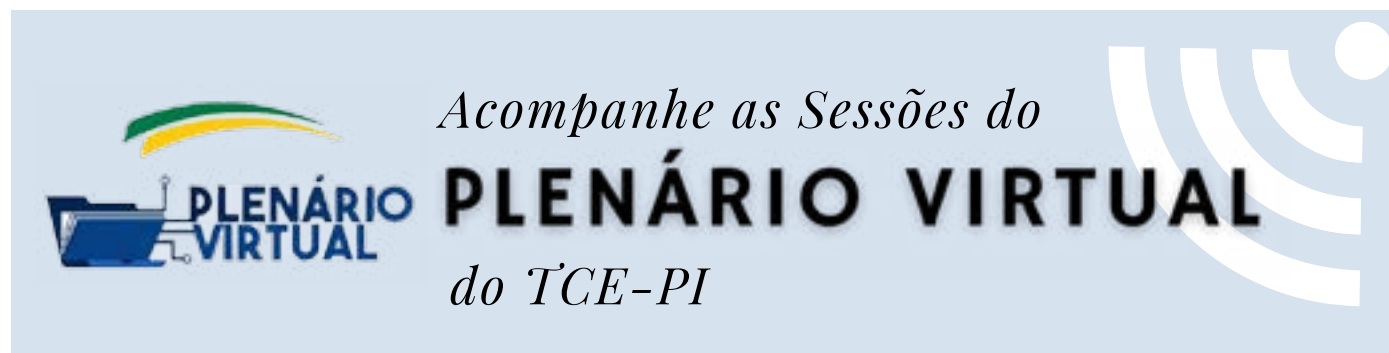 PLENÁRIO
VIRTUAL
Acompanhe as Sessões do
PLENÁRIO VIRTUAL
do TCE-PI